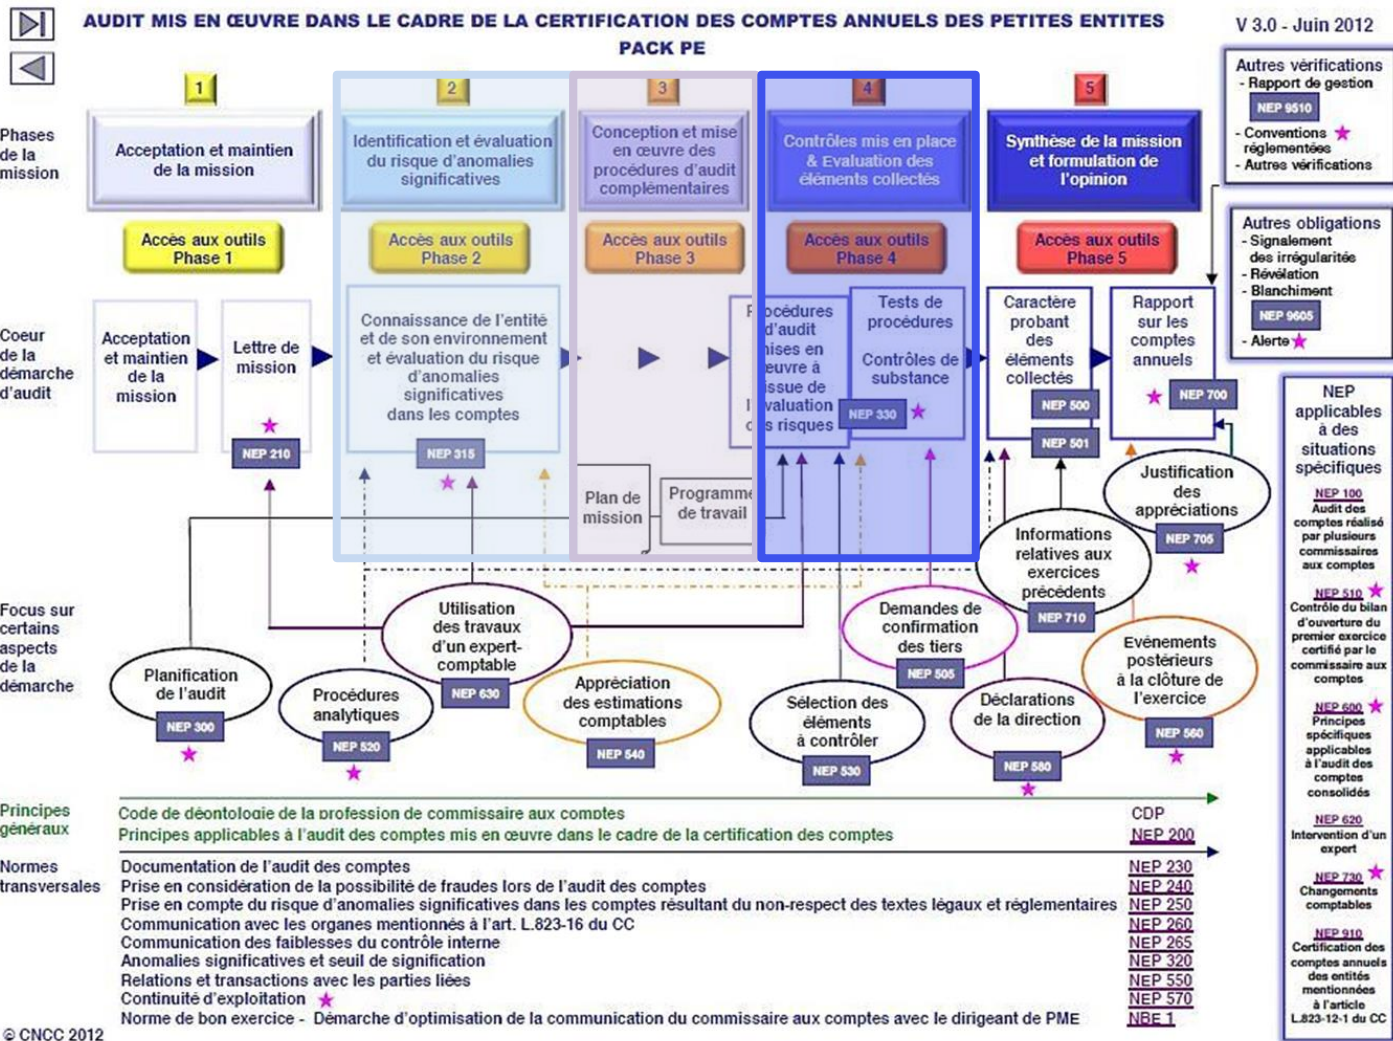 AUDIT MIS EN ŒUVRE DANS LE CADRE DE LA CERTIFICATION DES COMPTES ANNUELS DES PETITES ENTITES
PACK PE
V 3.0 - Juin 2012
Phases
de la
mission
1
Acceptation et maintien
de la mission
2
Identification et évaluation
du risque d'anomalies
significatives
3
Conception et mise
en œuvre des
procédures d'audit
complémentaires
4
Contrôles mis en place
& Evaluation des
éléments collectés
5
Synthèse de la mission
et formulation de
l'opinion
Accès aux outils
Phase 1
Accès aux outils
Phase 2
Accès aux outils
Phase 3
Accès aux outils
Phase 4
Accès aux outils
Phase 5
Coeur
de la
démarche
d'audit
Acceptation
et maintien
de la
mission
Lettre de
mission
NEP 210
Connaissance de l'entité
et de son environnement
et évaluation du risque
d'anomalies
significatives
dans les comptes
NEP 315
Plan de
mission
Programme
de travail
Procédures
d'audit
mises en
œuvre à
l'issue de
l'évaluation
des risques
Tests de
procédures
Contrôles de
substance
NEP 330
Caractère
probant
des
éléments
collectés
NEP 500
NEP 501
Rapport
sur les
comptes
annuels
NEP 700
Focus sur
certains
aspects
de la
démarche
Planification
de l'audit
NEP 300
Procédures
analytiques
NEP 520
Utilisation
des travaux
d'un expert-
comptable
NEP 630
Appréciation
des estimations
comptables
NEP 540
Sélection des
éléments
à contrôler
NEP 530
Demandes de
confirmation
des tiers
NEP 505
Déclarations
de la direction
NEP 580
Informations
relatives aux
exercices
précédents
NEP 710
Justification
des
appréciations
NEP 705
Evénements
postérieurs
à la clôture de
l'exercice
NEP 560
Autres vérifications
- Rapport de gestion
NEP 9510
- Conventions
réglementées
- Autres vérifications
Autres obligations
- Signalement
des irrégularités
- Révélation
- Blanchiment
NEP 9605
- Alerte
NEP
applicables
à des
situations
spécifiques
NEP 100
Audit des
comptes réalisé
par plusieurs
commissaires
aux comptes
NEP 510
Contrôle du bilan
d'ouverture du
premier exercice
certifié par le
commissaire aux
comptes
NEP 600
Principes
spécifiques
applicables
à l'audit des
comptes
consolidés
NEP 620
Intervention d'un
expert
NEP 730
Changements
comptables
NEP 910
Certification des
comptes annuels
des entités
mentionnées
à l'article
L.823-12-1 du CC
Principes
généraux
Code de déontologie de la profession de commissaire aux comptes CDP
Principes applicables à l'audit des comptes mis en œuvre dans le cadre de la certification des comptes NEP 200
Normes
transversales
Documentation de l'audit des comptes NEP 230
Prise en considération de la possibilité de fraudes lors de l'audit des comptes NEP 240
Prise en compte du risque d'anomalies significatives dans les comptes résultant du non-respect des textes légaux et réglementaires NEP 250
Communication avec les organes mentionnés à l'art. L.823-16 du CC NEP 260
Communication des faiblesses du contrôle interne NEP 265
Anomalies significatives et seuil de signification NEP 320
Relations et transactions avec les parties liées NEP 550
Continuité d'exploitation NEP 570
Norme de bon exercice - Démarche d'optimisation de la communication du commissaire aux comptes avec le dirigeant de PME NBE 1
© CNCC 2012